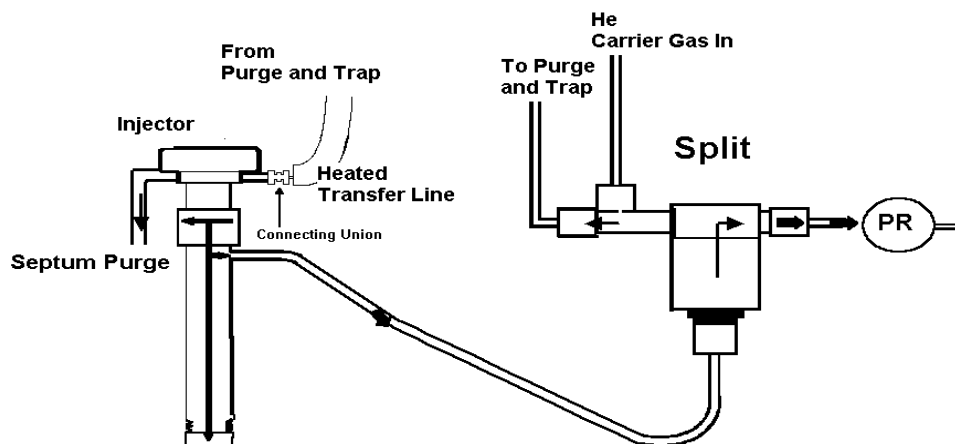 He
Carrier Gas In
From
Purge and Trap
To Purge
and Trap
Injector
Split
Heated
Transfer Line
Connecting Union
PR
Septum Purge